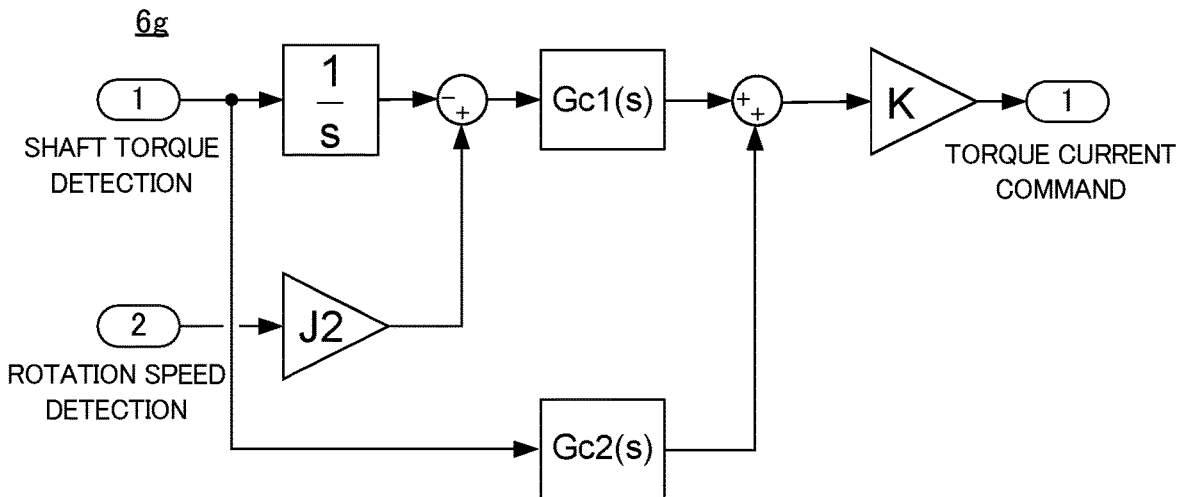 6g
1
SHAFT TORQUE
DETECTION
1
s
-
+
Gc1(s)
+
+
K
1
TORQUE CURRENT
COMMAND
2
ROTATION SPEED
DETECTION
J2
Gc2(s)